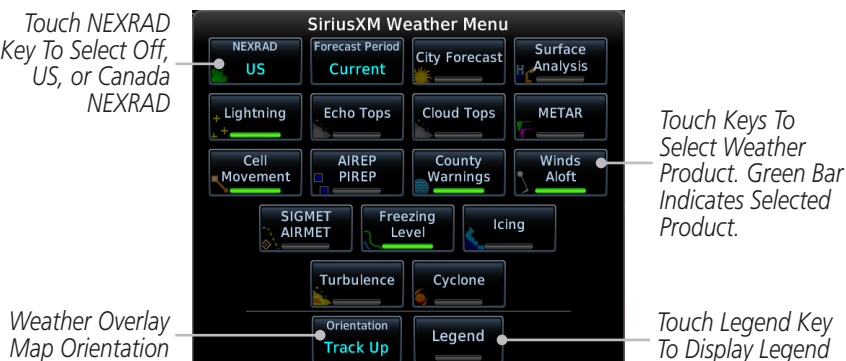 SiriusXM Weather Menu
Touch NEXRAD
Key To Select Off,
US, or Canada
NEXRAD
NEXRAD
US
Forecast Period
Current
City Forecast
Surface
Analysis
Lightning
Echo Tops
Cloud Tops
METAR
Cell
Movement
AIREP
PIREP
County
Warnings
Winds
Aloft
Touch Keys To
Select Weather
Product. Green Bar
Indicates Selected
Product.
SIGMET
AIRMET
Freezing
Level
Icing
Turbulence
Cyclone
Weather Overlay
Map Orientation
Orientation
Track Up
Legend
Touch Legend Key
To Display Legend